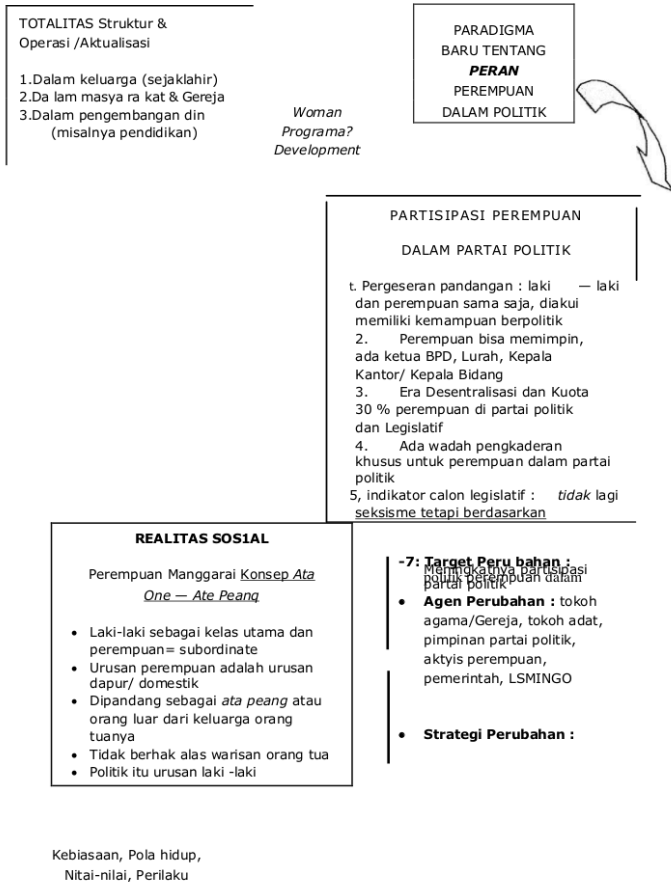 TOTALITAS Struktur &
Operasi /Aktualisasi
1.Dalam keluarga (sejaklahir)
2.Da lam masya ra kat & Gereja
3.Dalam pengembangan din
(misalnya pendidikan)
Woman
Programa?
Development
PARADIGMA
BARU TENTANG
PERAN
PEREMPUAN
DALAM POLITIK
PARTISIPASI PEREMPUAN
DALAM PARTAI POLITIK
t. Pergeseran pandangan : laki — laki
dan perempuan sama saja, diakui
memiliki kemampuan berpolitik
2. Perempuan bisa memimpin,
ada ketua BPD, Lurah, Kepala
Kantor/ Kepala Bidang
3. Era Desentralisasi dan Kuota
30 % perempuan di partai politik
dan Legislatif
4. Ada wadah pengkaderan
khusus untuk perempuan dalam partai
politik
5, indikator calon legislatif : tidak lagi
seksisme tetapi berdasarkan
REALITAS SOS1AL
Perempuan Manggarai Konsep Ata
One — Ate Peang
• Laki-laki sebagai kelas utama dan
perempuan= subordinate
• Urusan perempuan adalah urusan
dapur/ domestik
• Dipandang sebagai ata peang atau
orang luar dari keluarga orang
tuanya
• Tidak berhak alas warisan orang tua
• Politik itu urusan laki -laki
-7: Target Peru bahan :
Meningkatnya partisipasi
politik perempuan dalam
partai politik
• Agen Perubahan : tokoh
agama/Gereja, tokoh adat,
pimpinan partai politik,
aktyis perempuan,
pemerintah, LSMINGO
• Strategi Perubahan :
Kebiasaan, Pola hidup,
Nitai-nilai, Perilaku